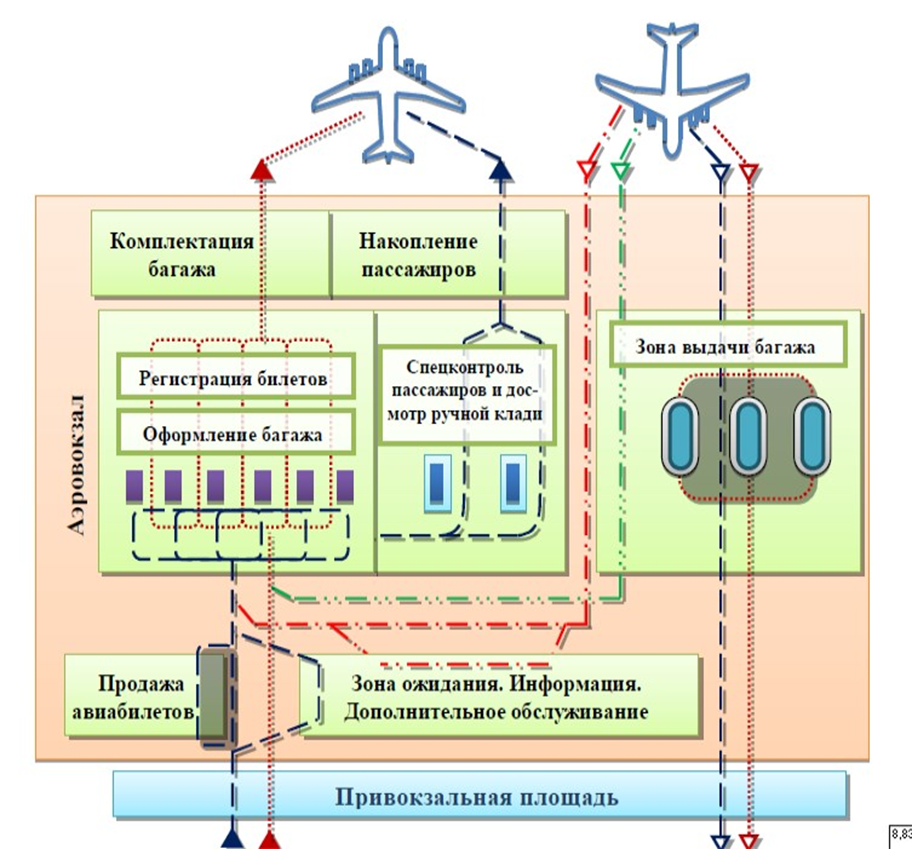 Комплектация
багажа
Накопление
пассажиров
Регистрация билетов
Оформление багажа
Спецконтроль
пассажиров и дос-
мотр ручной клади
Зона выдачи багажа
Аэровокзал
Продажа
авиабилетов
Зона ожидания. Информация.
Дополнительное обслуживание
Привокзальная площадь